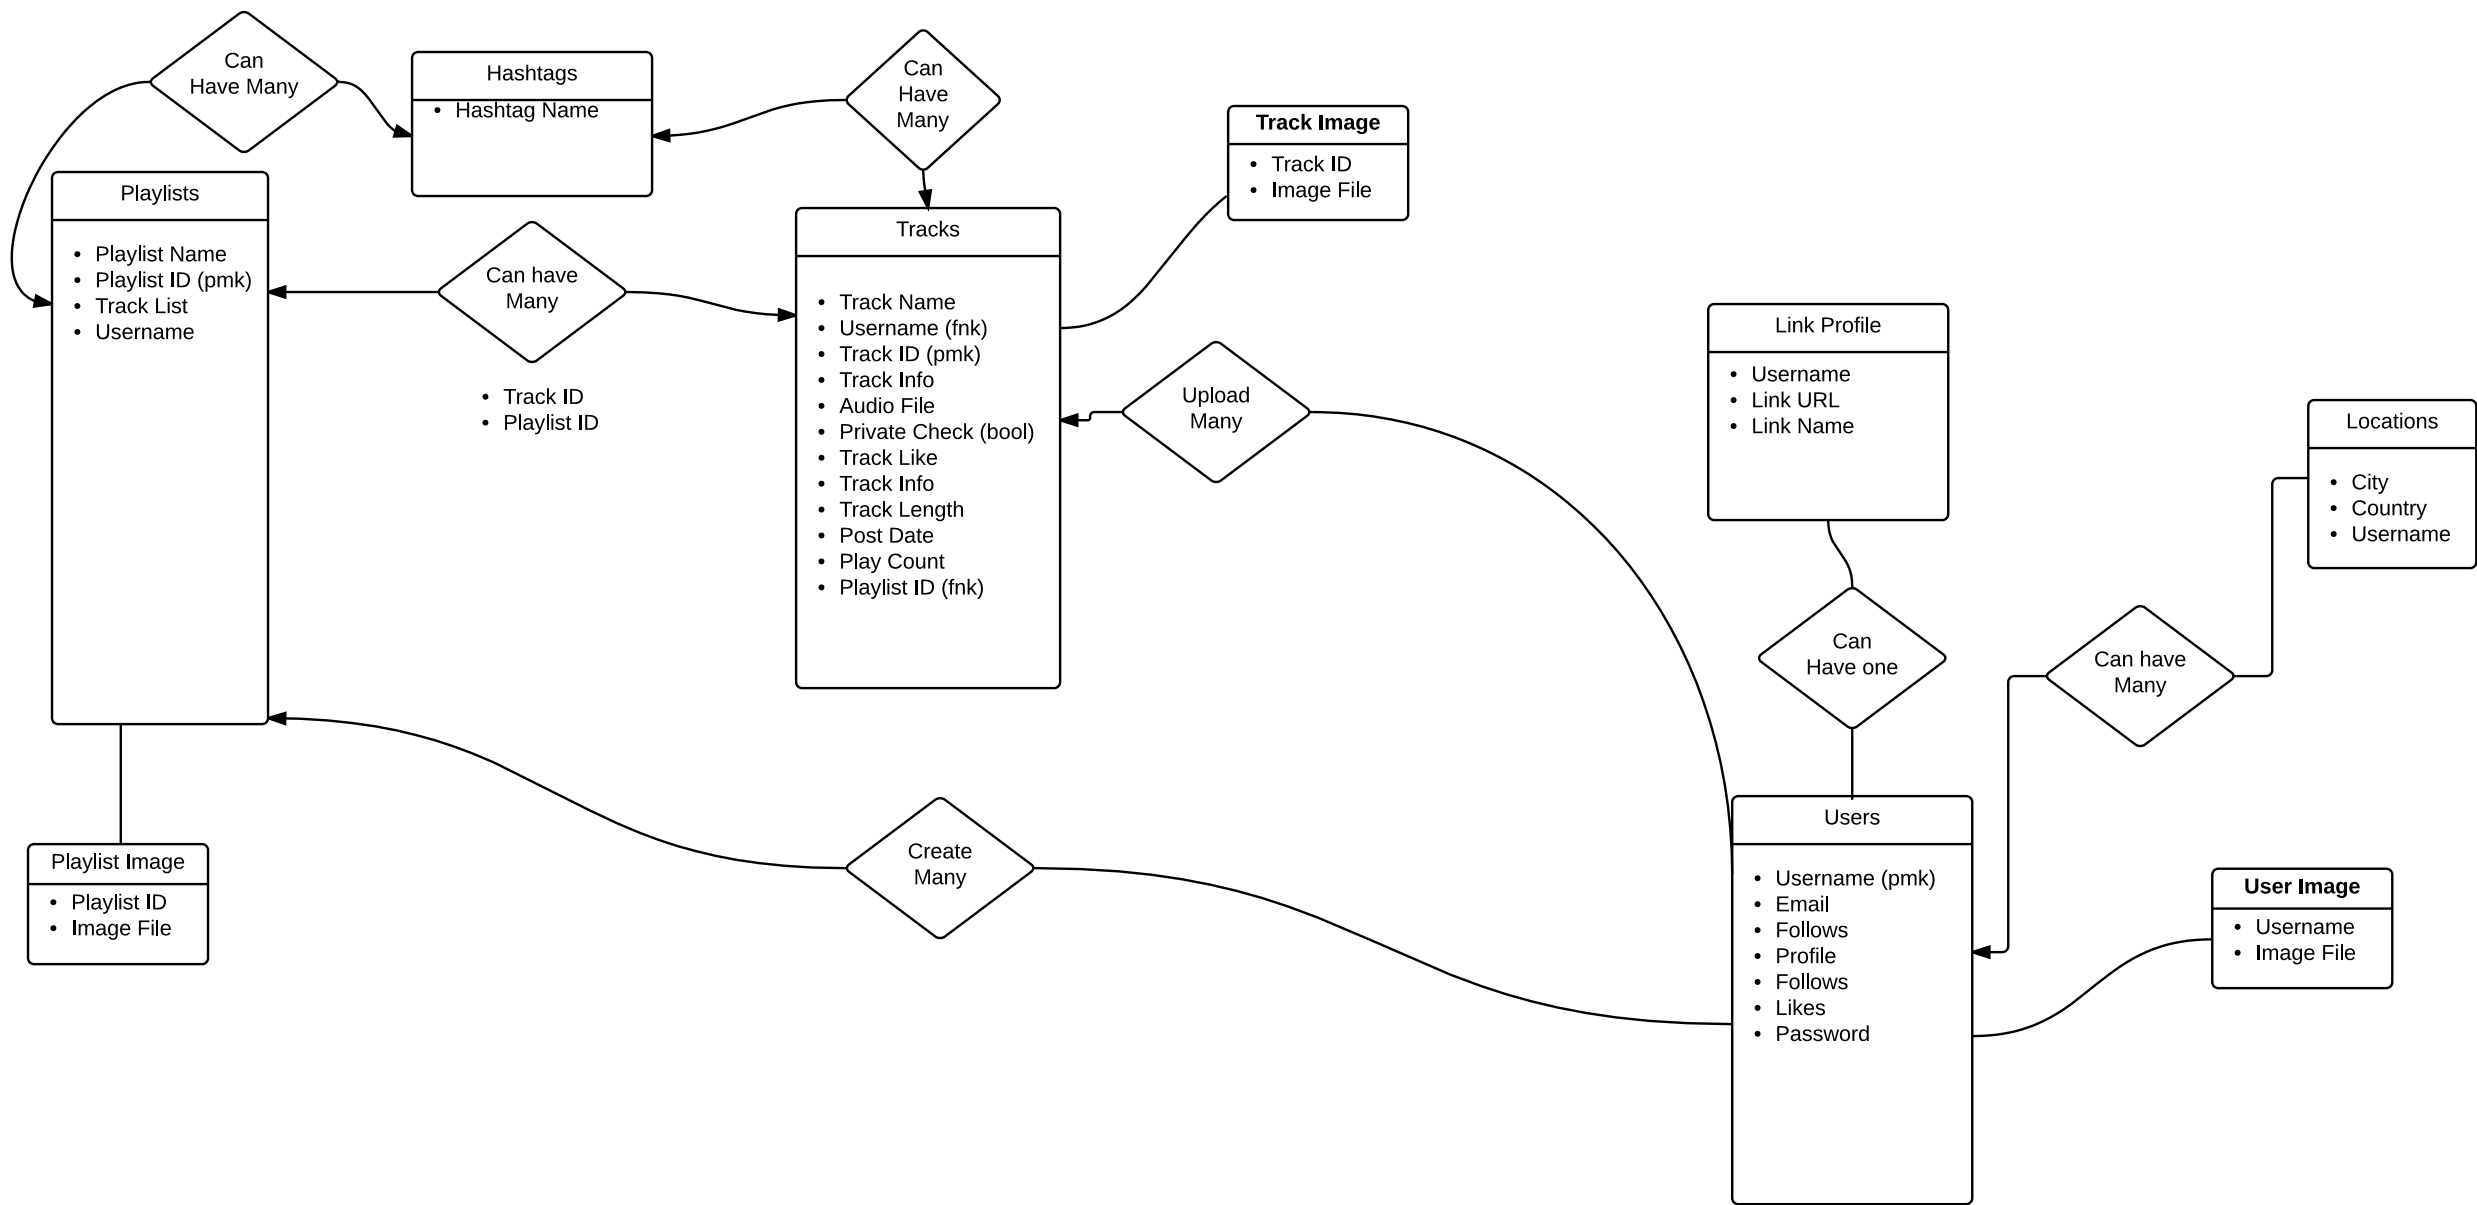 Can
Have Many
Hashtags
• Hashtag Name
Can
Have
Many
Track Image
• Track ID
• Image File
Playlists
• Playlist Name
• Playlist ID (pmk)
• Track List
• Username
Can have
Many
• Track ID
• Playlist ID
Tracks
• Track Name
• Username (fnk)
• Track ID (pmk)
• Track Info
• Audio File
• Private Check (bool)
• Track Like
• Track Info
• Track Length
• Post Date
• Play Count
• Playlist ID (fnk)
Upload
Many
Link Profile
• Username
• Link URL
• Link Name
Locations
• City
• Country
• Username
Can
Have one
Can have
Many
Playlist Image
• Playlist ID
• Image File
Create
Many
Users
• Username (pmk)
• Email
• Follows
• Profile
• Follows
• Likes
• Password
User Image
• Username
• Image File